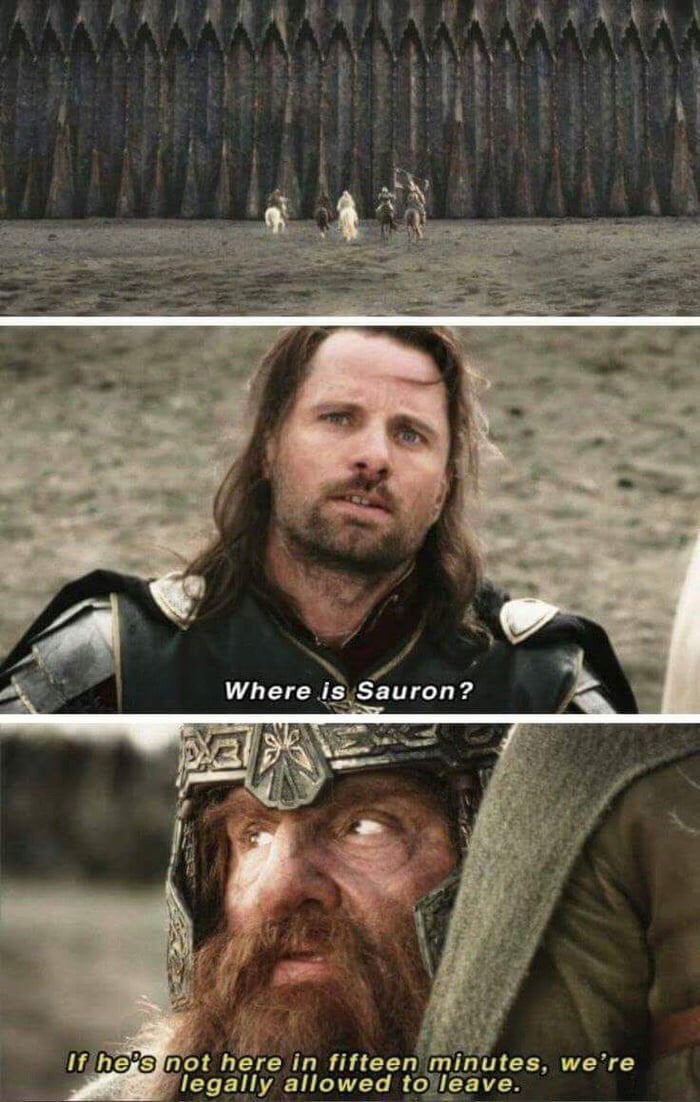 Where is Sauron?
If he's not here in fifteen minutes, we're
legally allowed to leave.